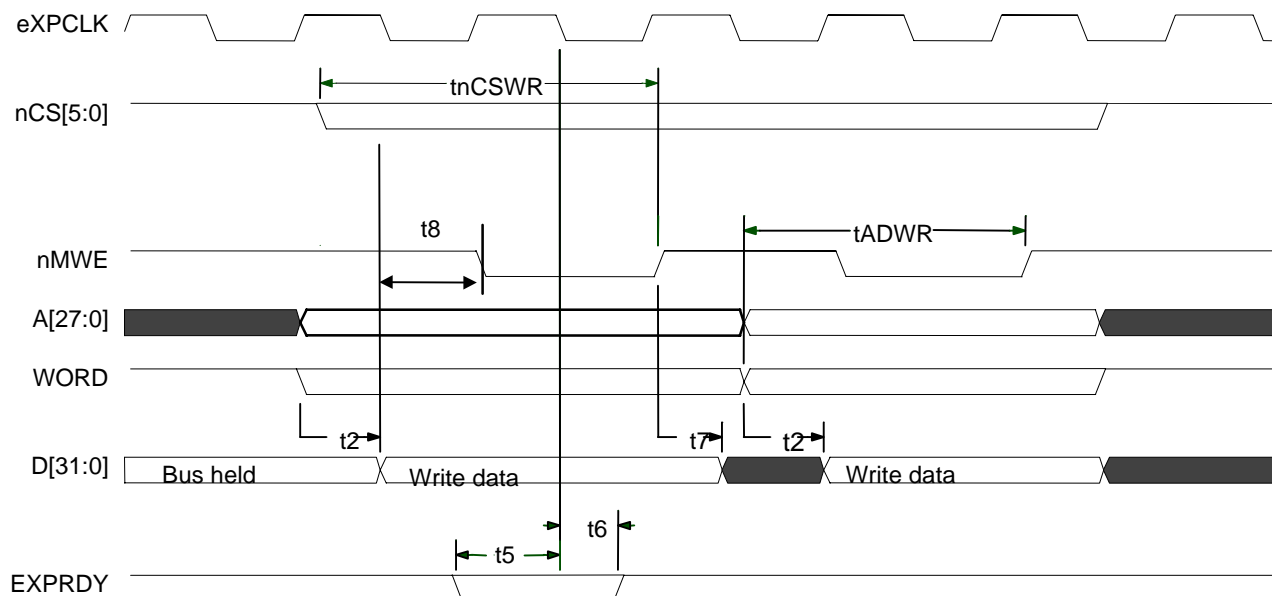 eXPCLK
tnCSWR
nCS[5:0]
t8
tADWR
nMWE
A[27:0]
WORD
t2 t7 t2
D[31:0] Bus held Write data Write data
t6
t5
EXPRDY